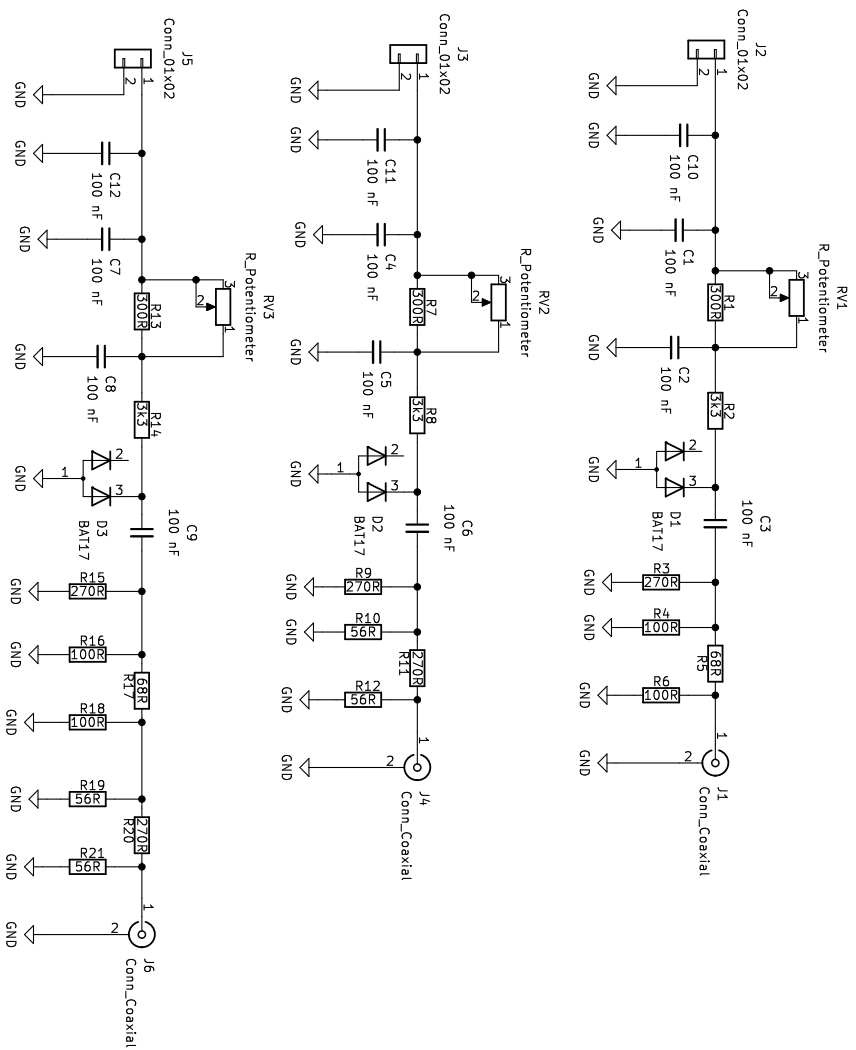 J5
Conn_01x02
1
2
GND
C12
100 nF
GND
C7
100 nF
GND
RV3
R_Potentiometer
3
2
1
R13
300R
C8
100 nF
GND
R14
3k3
2
3
1
GND
D3
BAT17
C9
100 nF
R15
270R
GND
R16
100R
GND
R17
68R
R18
100R
GND
R19
56R
GND
R20
270R
R21
56R
GND
1
2
GND
J6
Conn_Coaxial
J3
Conn_01x02
1
2
GND
C11
100 nF
GND
C4
100 nF
GND
RV2
R_Potentiometer
3
2
1
R7
300R
C5
100 nF
GND
R8
3k3
2
3
1
GND
D2
BAT17
C6
100 nF
R9
270R
GND
R10
56R
GND
R11
270R
R12
56R
GND
1
2
GND
J4
Conn_Coaxial
J2
Conn_01x02
1
2
GND
C10
100 nF
GND
C1
100 nF
GND
RV1
R_Potentiometer
3
2
1
R1
300R
C2
100 nF
GND
R2
3k3
2
3
1
GND
D1
BAT17
C3
100 nF
R3
270R
GND
R4
100R
GND
R5
68R
R6
100R
GND
1
2
GND
J1
Conn_Coaxial